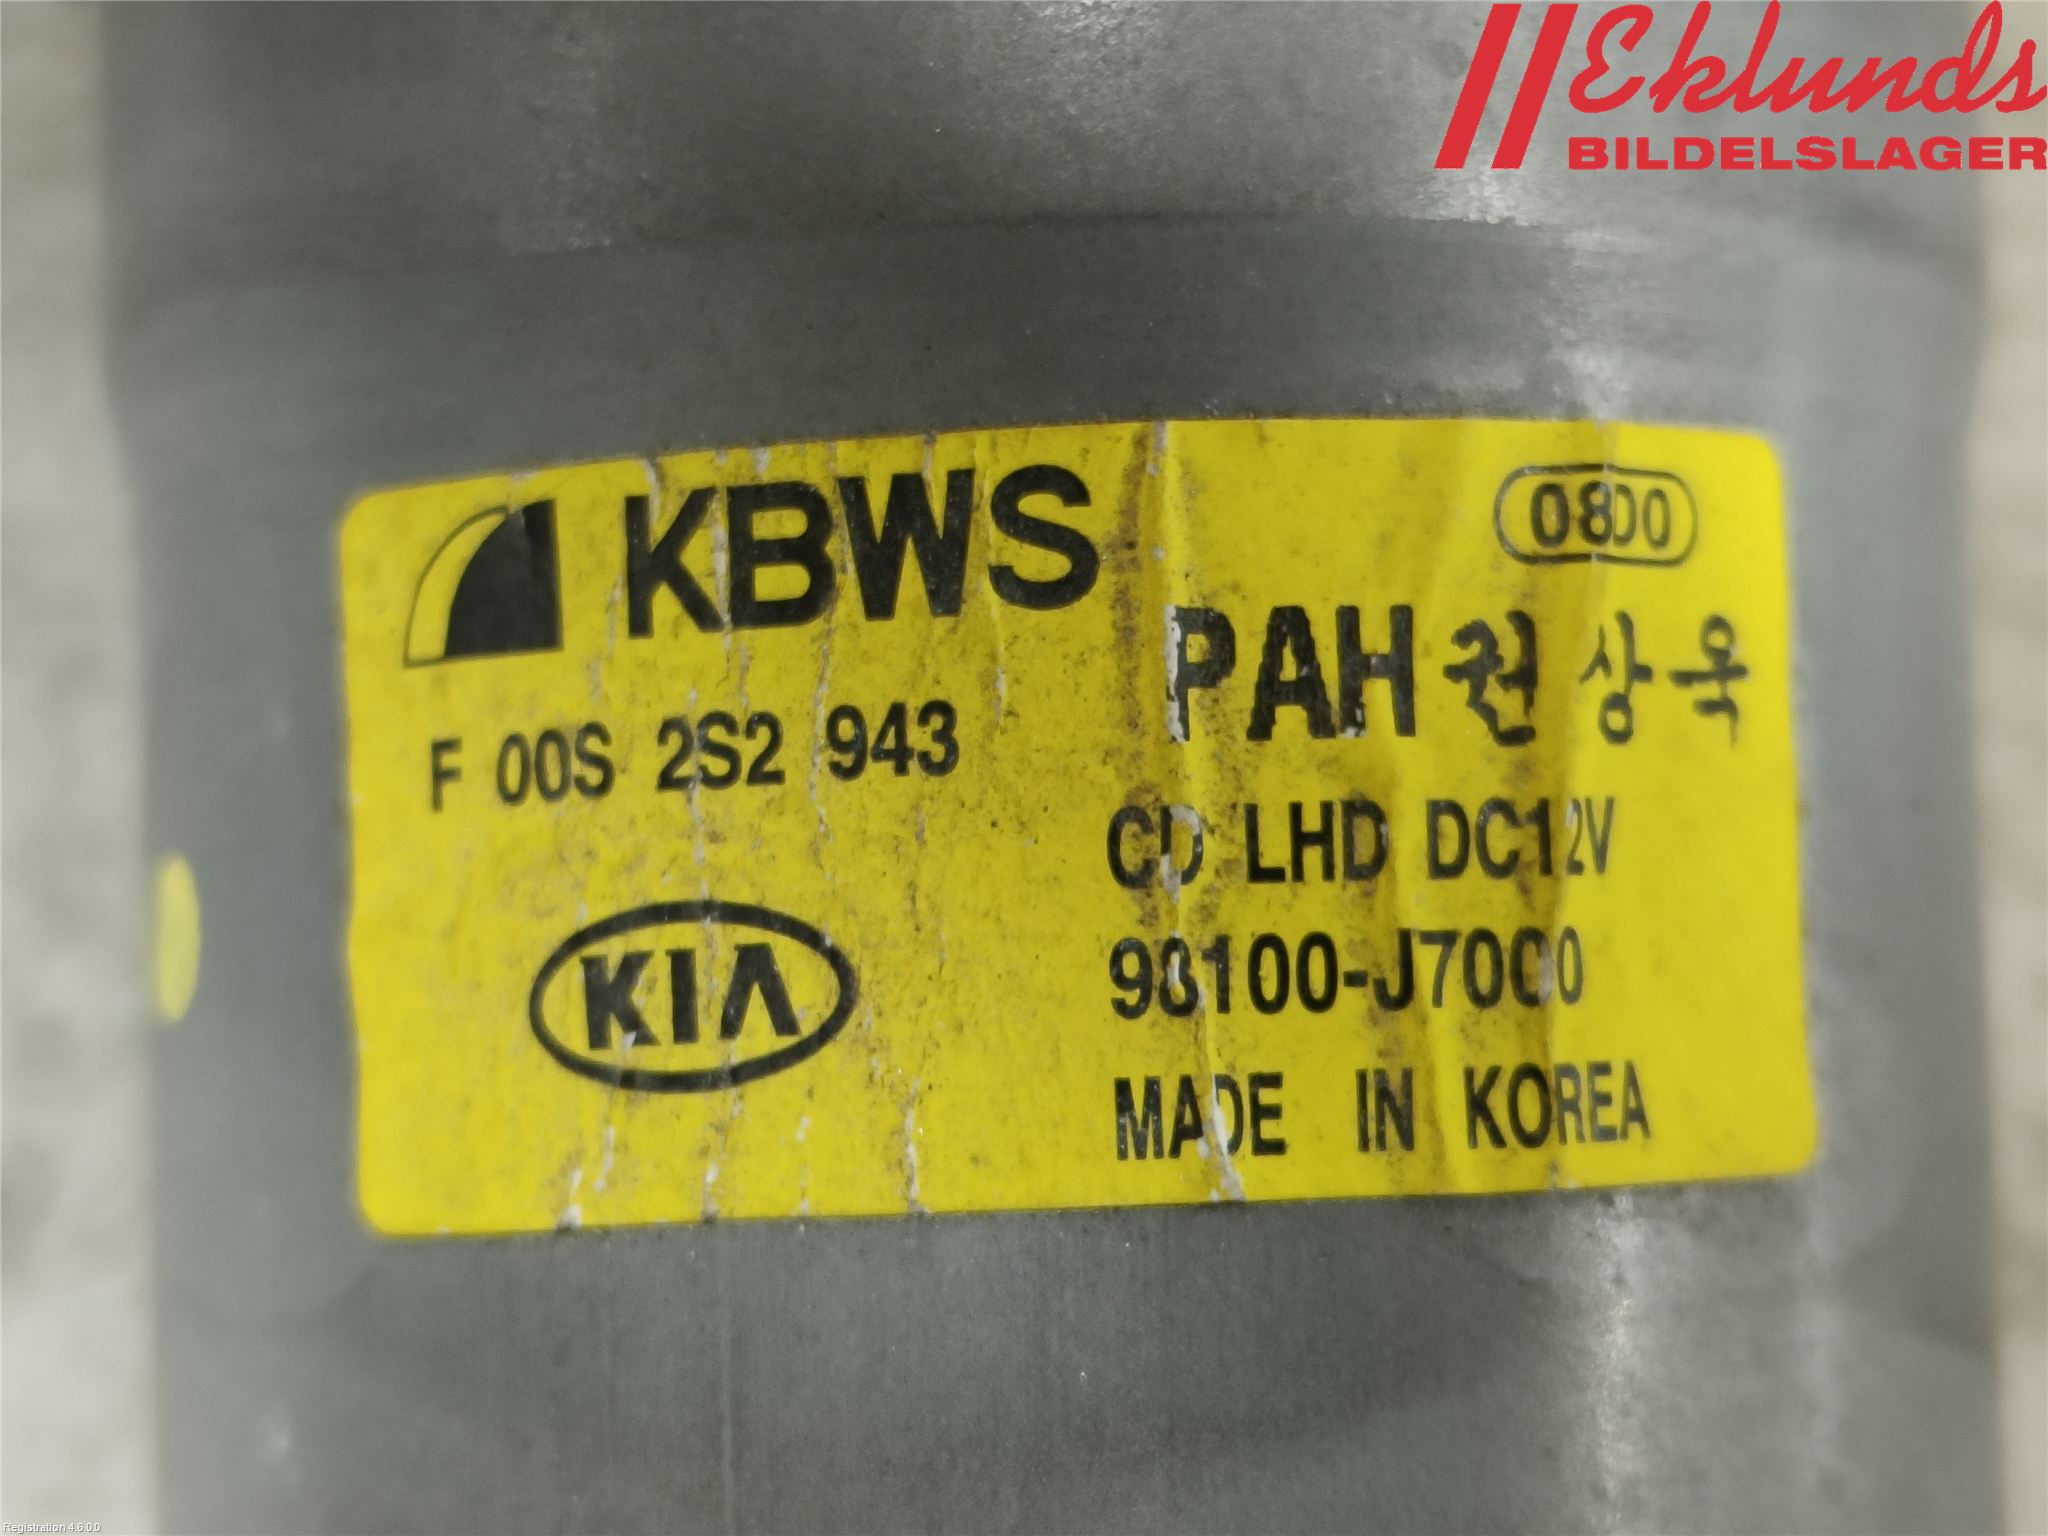 Eklunds
BILDELSLAGER
KBWS
0800
PAH 권 상 옥
F 00S 2S2 943
CD LHD DC12V
98100-J7000
KIA
MADE IN KOREA
Registration 4.6.0.0